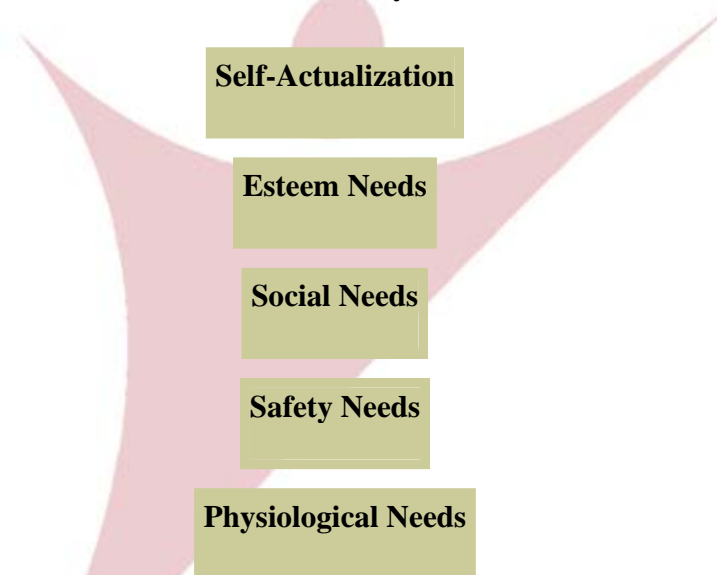 Self-Actualization
Esteem Needs
Social Needs
Safety Needs
Physiological Needs